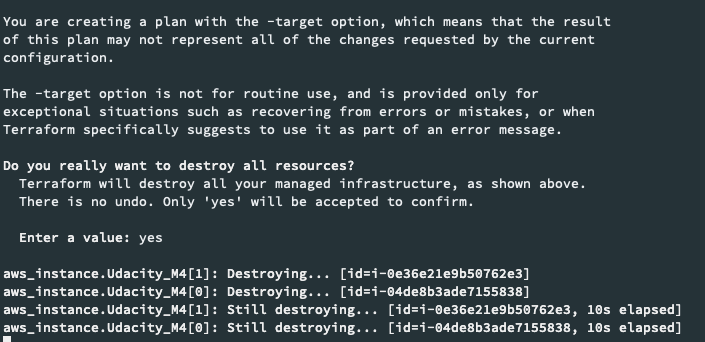 You are creating a plan with the -target option, which means that the result
of this plan may not represent all of the changes requested by the current
configuration.
The -target option is not for routine use, and is provided only for
exceptional situations such as recovering from errors or mistakes, or when
Terraform specifically suggests to use it as part of an error message.
Do you really want to destroy all resources?
Terraform will destroy all your managed infrastructure, as shown above.
There is no undo. Only 'yes' will be accepted to confirm.
Enter a value: yes
aws_instance.Udacity_M4[1]: Destroying... [id=i-0e36e21e9b50762e3]
aws_instance.Udacity_M4[0]: Destroying... [id=i-04de8b3ade7155838]
aws_instance.Udacity_M4[1]: Still destroying... [id=i-0e36e21e9b50762e3, 10s elapsed]
aws_instance.Udacity_M4[0]: Still destroying... [id=i-04de8b3ade7155838, 10s elapsed]